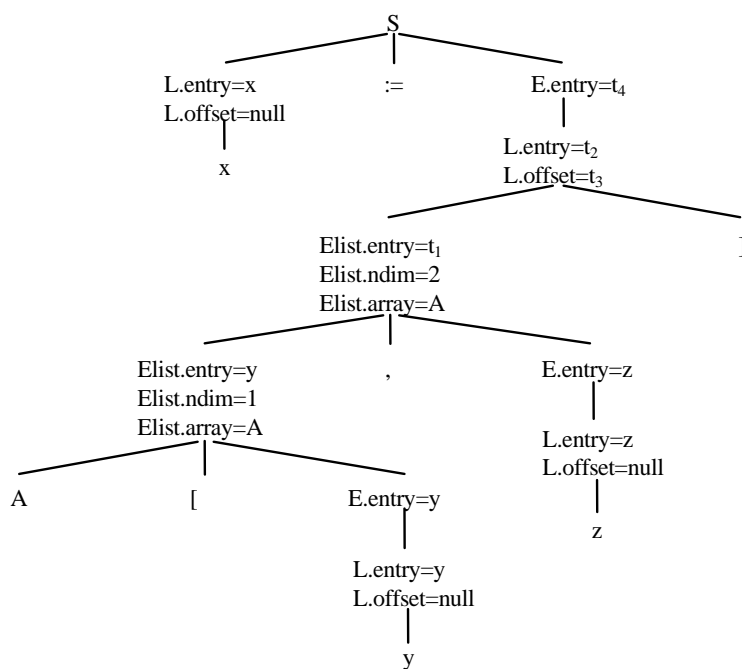 S
L.entry=x
L.offset=null
:=
E.entry=t₄
x
L.entry=t₂
L.offset=t₃
Elist.entry=t₁
Elist.ndim=2
Elist.array=A
]
Elist.entry=y
Elist.ndim=1
Elist.array=A
,
E.entry=z
L.entry=z
L.offset=null
A
[
E.entry=y
z
L.entry=y
L.offset=null
y